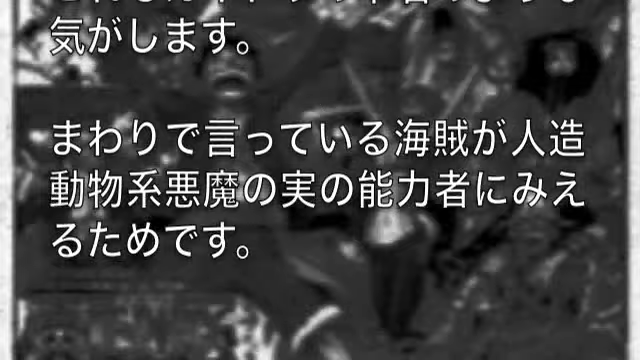 気がします。
まわりで言っている海賊が人造
動物系悪魔の実の能力者にみえ
るためです。